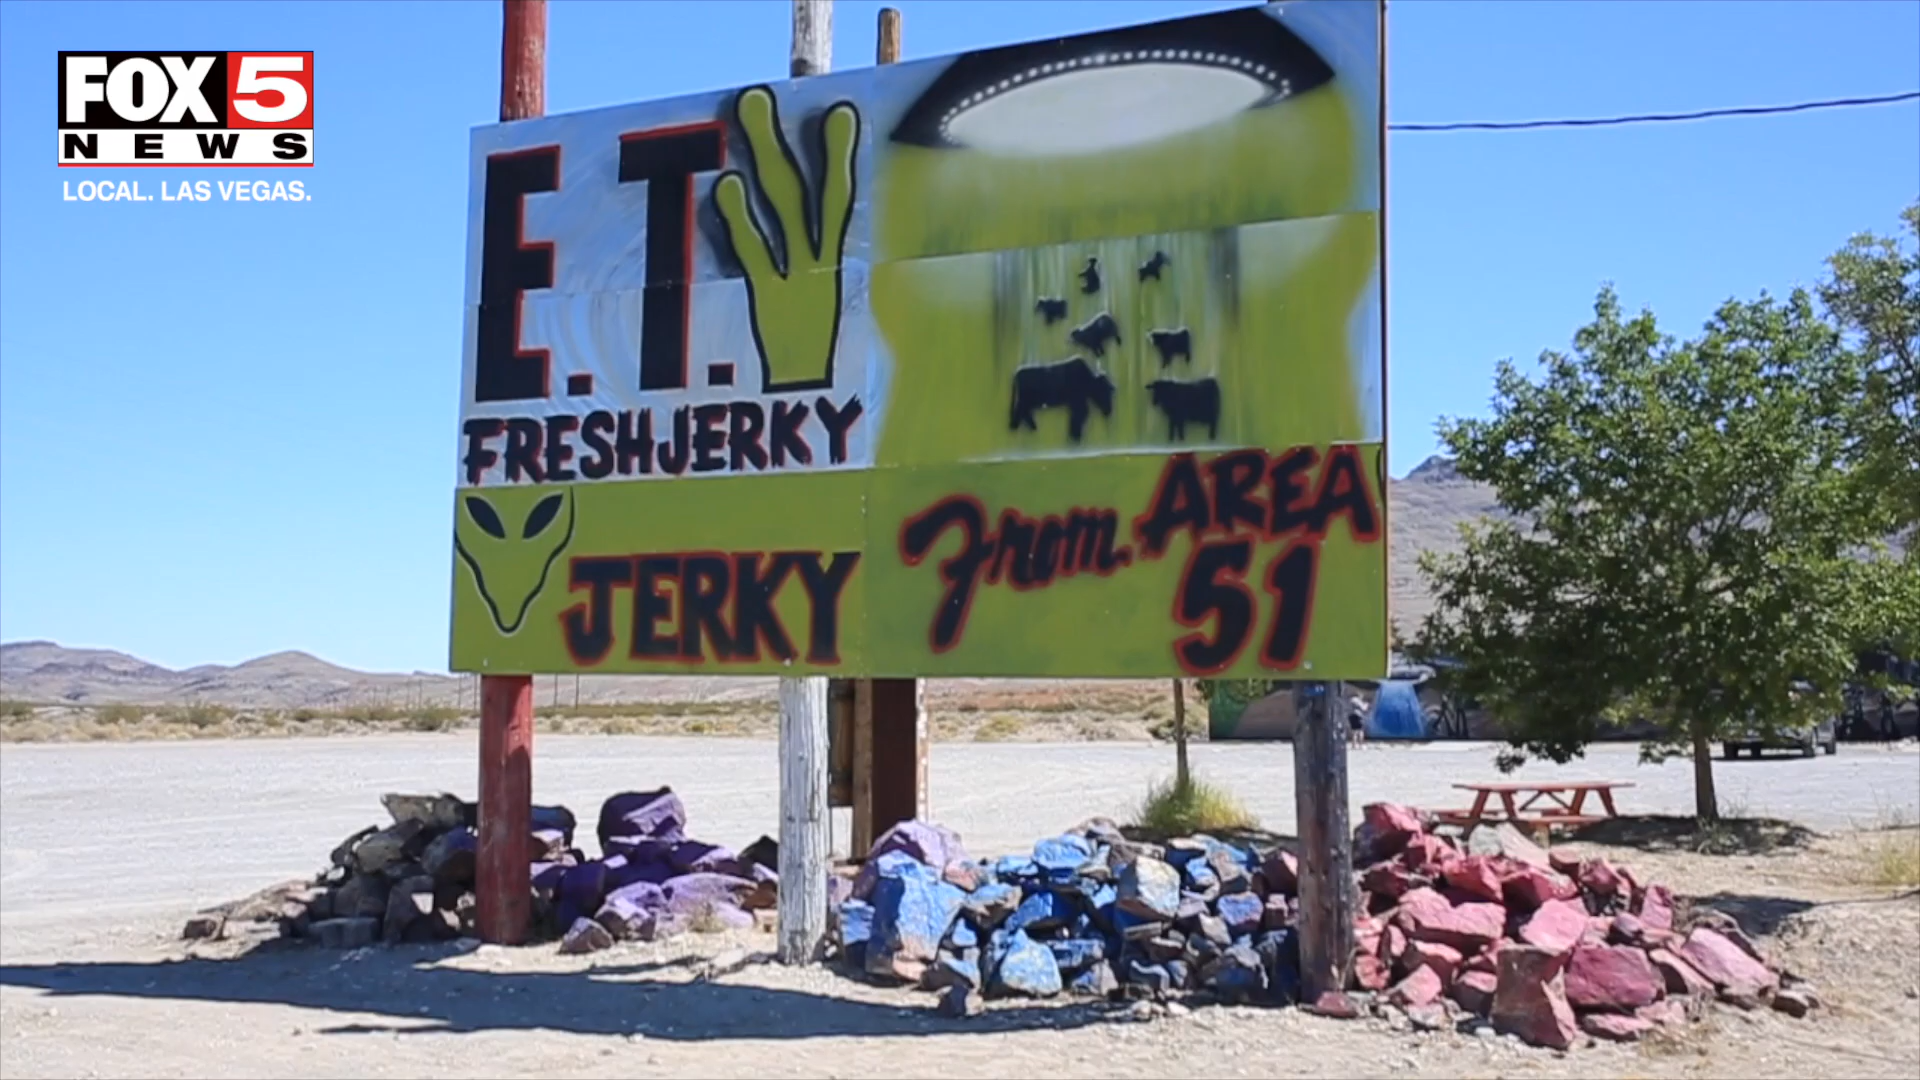 FOX 5
NEWS
LOCAL. LAS VEGAS.
E.T.
FRESHJERKY
JERKY
From. AREA
51